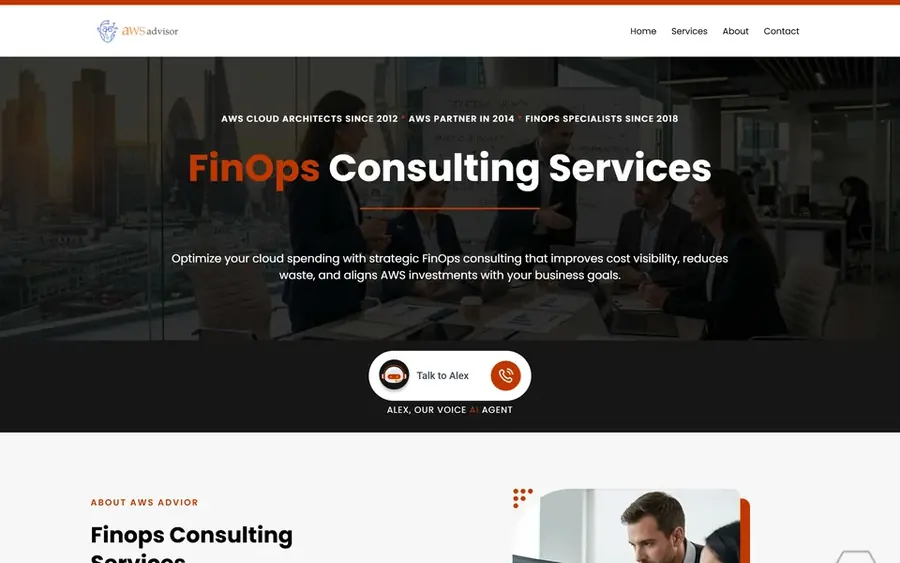 aws advisor
Home Services About Contact
AWS CLOUD ARCHITECTS SINCE 2012 * AWS PARTNER IN 2014 * FINOPS SPECIALISTS SINCE 2018
FinOps Consulting Services
Optimize your cloud spending with strategic FinOps consulting that improves cost visibility, reduces
waste, and aligns AWS investments with your business goals.
Talk to Alex
ALEX, OUR VOICE AI AGENT
ABOUT AWS ADVIOR
Finops Consulting
Services